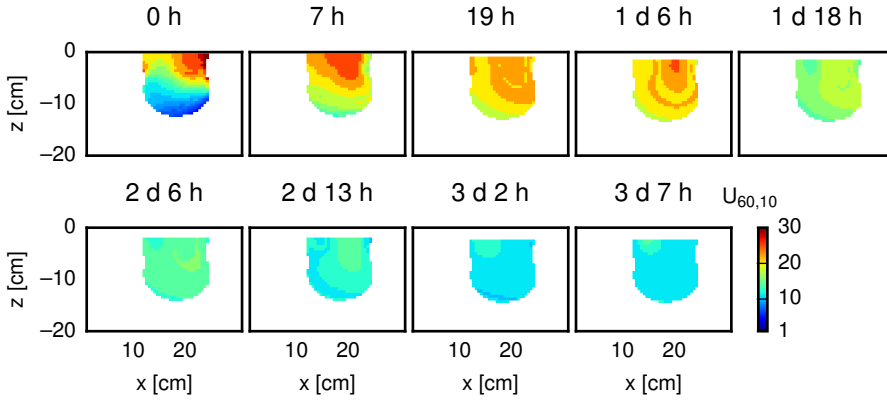 0 h 7 h 19 h 1 d 6 h 1 d 18 h
0
z [cm]
−10
−20
2 d 6 h 2 d 13 h 3 d 2 h 3 d 7 h U60,10
0
z [cm]
−10
−20
30
20
10
1
10 20 10 20 10 20 10 20
x [cm] x [cm] x [cm] x [cm]